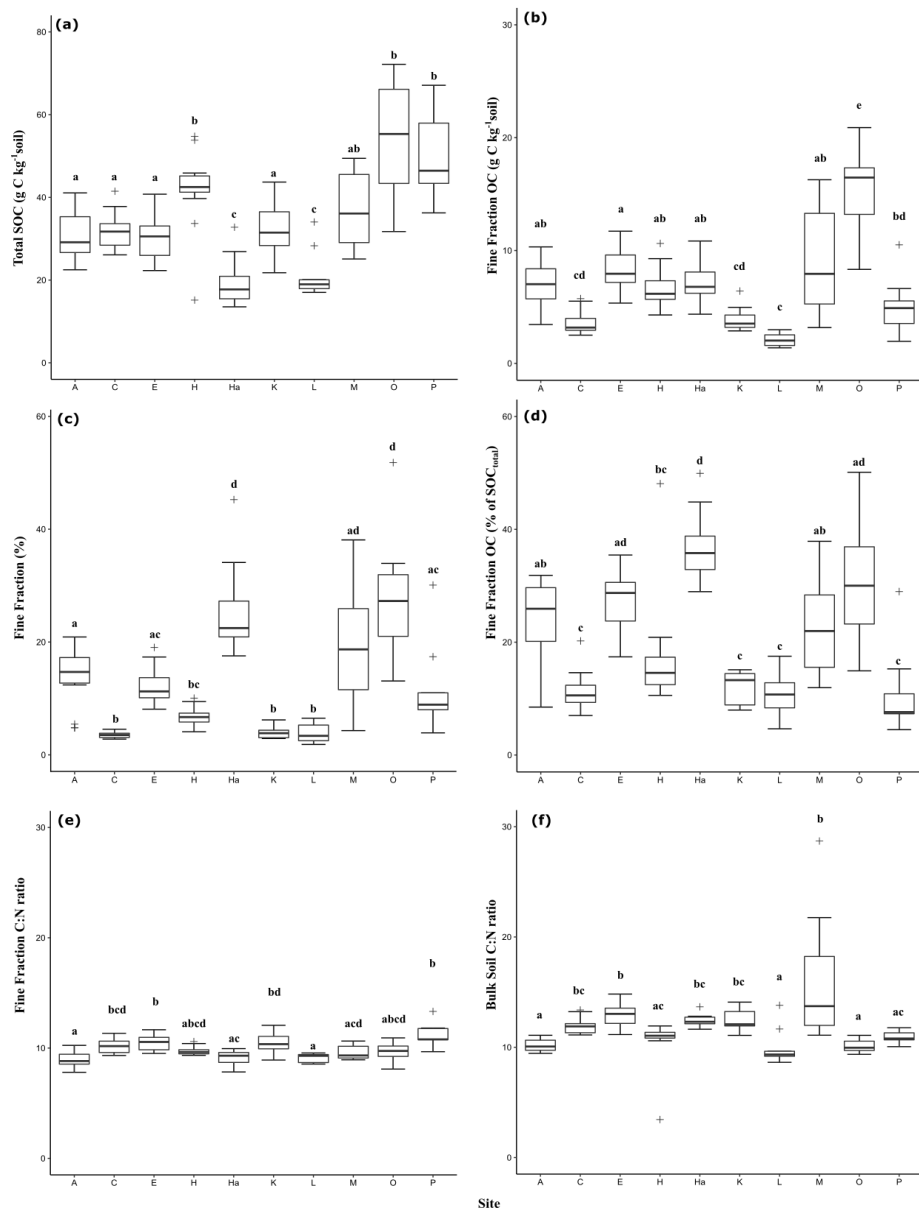 (a)
Total SOC (g C kg⁻¹soil)
80
60
40
20
0
a a a b c a c ab b b
A C E H Ha K L M O P
(b)
Fine Fraction OC (g C kg⁻¹soil)
30
20
10
0
ab cd a ab ab cd c ab e bd
A C E H Ha K L M O P
(c)
Fine Fraction (%)
60
40
20
0
a b ac bc d b b ad d ac
A C E H Ha K L M O P
(d)
Fine Fraction OC (% of SOCtotal)
60
40
20
0
ab c ad bc d c c ab ad c
A C E H Ha K L M O P
(e)
Fine Fraction C:N ratio
30
20
10
0
a bcd b abcd ac bd a acd abcd b
A C E H Ha K L M O P
(f)
Bulk Soil C:N ratio
30
20
10
0
a bc b ac bc bc a b a ac
A C E H Ha K L M O P
Site